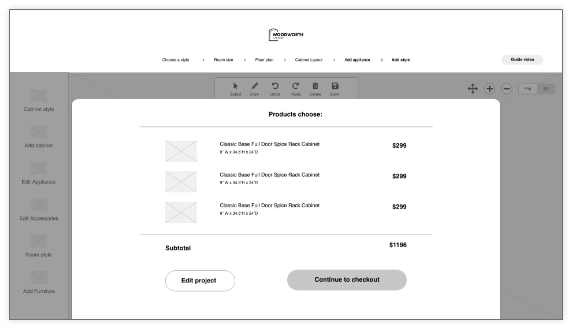 WOODWORTH
Choose a style > Room size > Floor plan > Cabinet Layout > Add appliance > Add style
Guide video
Select Draw Undo Redo Delete Save
Flat
Cabinet style
Add cabinet
Edit Appliance
Edit Accessories
Room style
Add Furniture
Products choose:
Classic Base Full Door Spice Rack Cabinet $299
9" W x 34.5"H x 24"D
Classic Base Full Door Spice Rack Cabinet $299
9" W x 34.5"H x 24"D
Classic Base Full Door Spice Rack Cabinet $299
9" W x 34.5"H x 24"D
Subtotal $1196
Edit project
Continue to checkout